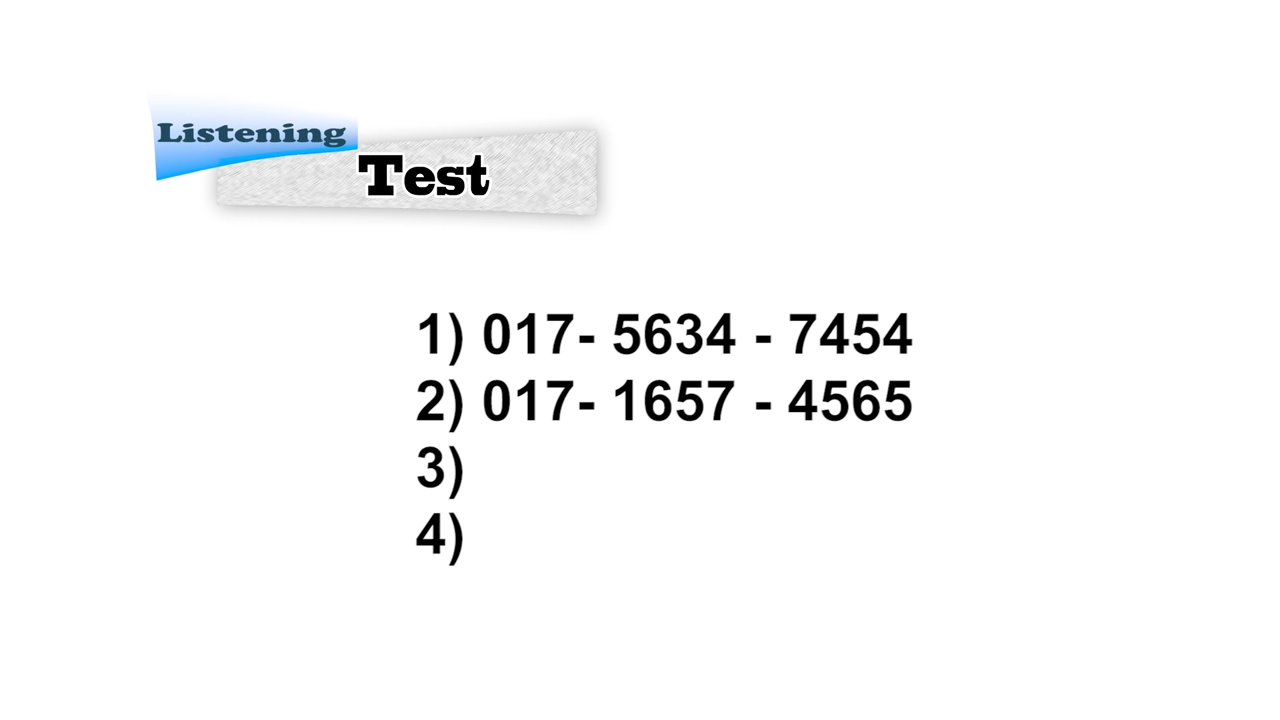 Listening
Test
1) 017- 5634 - 7454
2) 017- 1657 - 4565
3)
4)